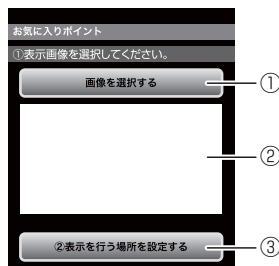 お気に入りポイント
①表示画像を選択してください。
画像を選択する
①
②
②表示を行う場所を設定する
③